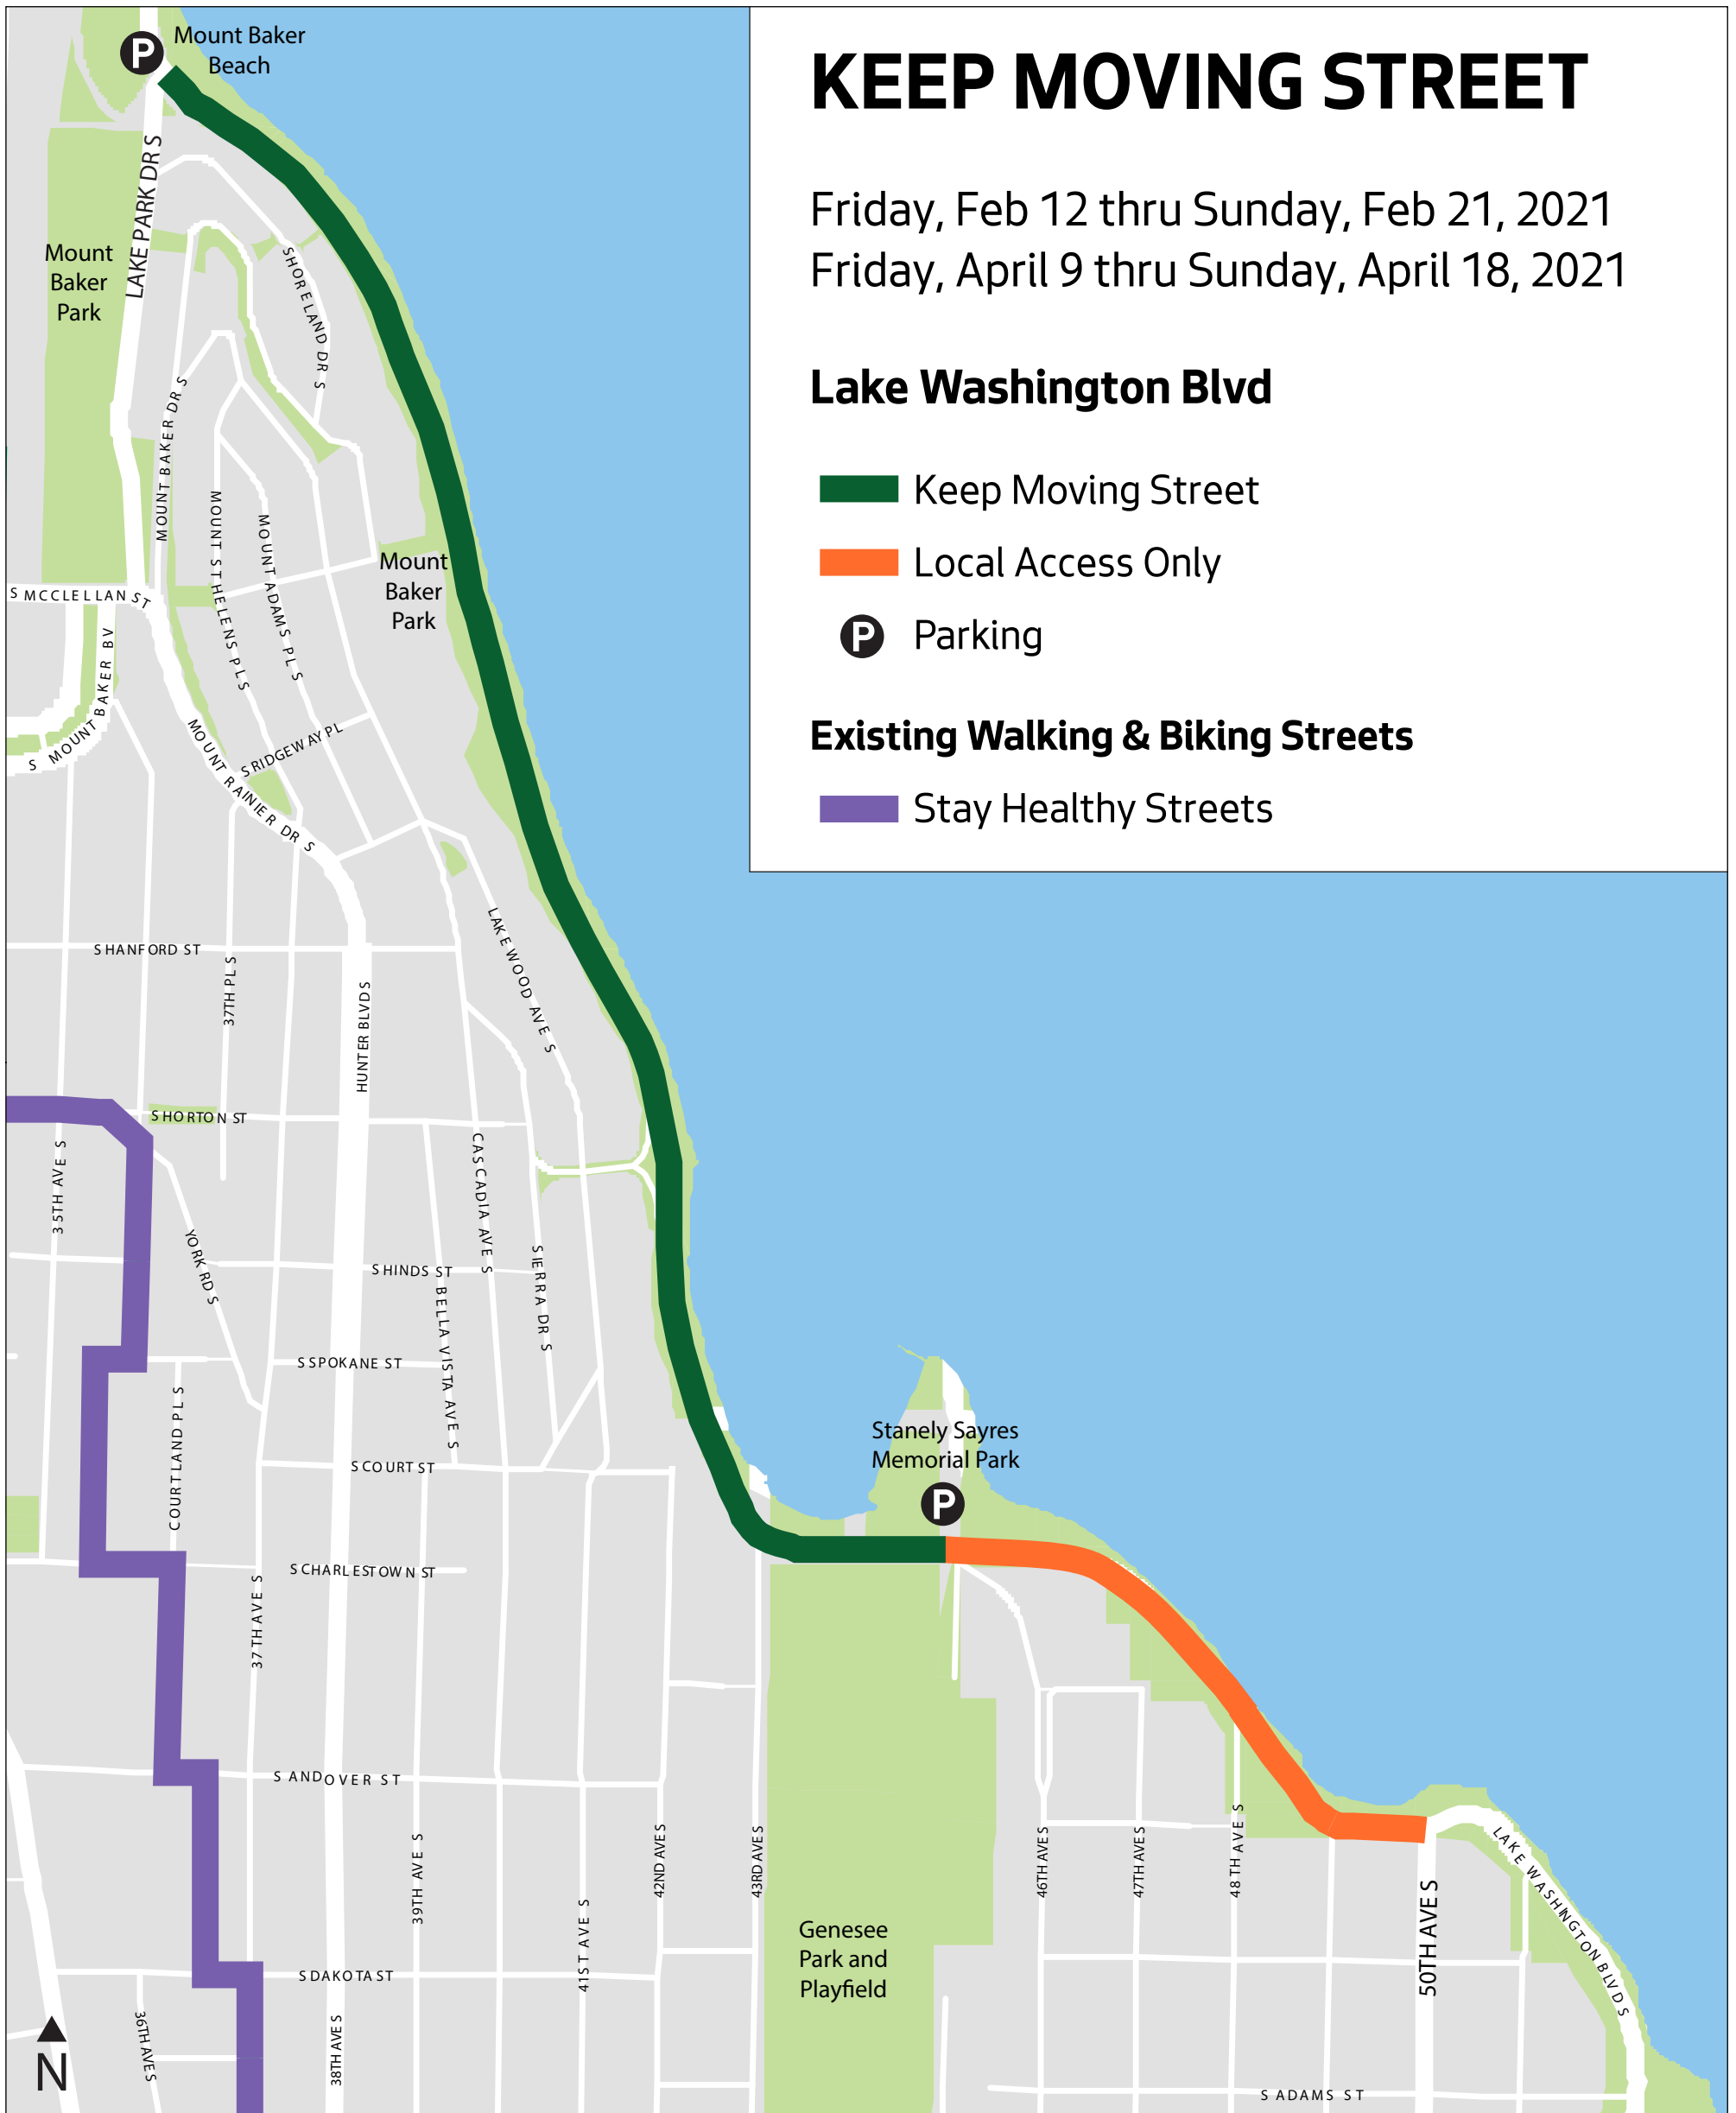 KEEP MOVING STREET
Friday, Feb 12 thru Sunday, Feb 21, 2021
Friday, April 9 thru Sunday, April 18, 2021
Lake Washington Blvd
Keep Moving Street
Local Access Only
P Parking
Existing Walking & Biking Streets
Stay Healthy Streets
P
Mount Baker
Beach
LAKE PARK DR S
Mount
Baker
Park
SHORELAND DR S
MOUNT BAKER DR S
MOUNT ST HELENS PL S
MOUNT ADAMS PL S
Mount
Baker
Park
S MCCLELLAN ST
S MOUNT BAKER BV
MOUNT RAINIER DR S
S RIDGEWAY PL
LAKEWOOD AVE S
S HANFORD ST
37TH PL S
HUNTER BLVD S
S HORTON ST
35TH AVE S
CASCADIA AVE S
YORK RD S
S HINDS ST
SIERRA DR S
BELLA VISTA AVE S
S SPOKANE ST
COURTLAND PL S
S COURT ST
Stanely Sayres
Memorial Park
P
S CHARLESTOWN ST
37TH AVE S
S ANDOVER ST
39TH AVE S
41ST AVE S
42ND AVE S
43RD AVE S
46TH AVE S
47TH AVE S
48TH AVE S
50TH AVE S
LAKE WASHINGTON BLVD S
Genesee
Park and
Playfield
S DAKOTA ST
36TH AVE S
38TH AVE S
N
S ADAMS ST